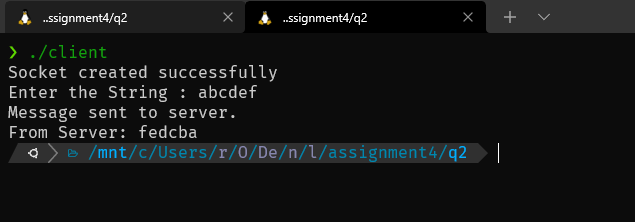 ..ssignment4/q2
..ssignment4/q2
❯ ./client
Socket created successfully
Enter the String : abcdef
Message sent to server.
From Server: fedcba
/mnt/c/Users/r/O/De/n/l/assignment4/q2